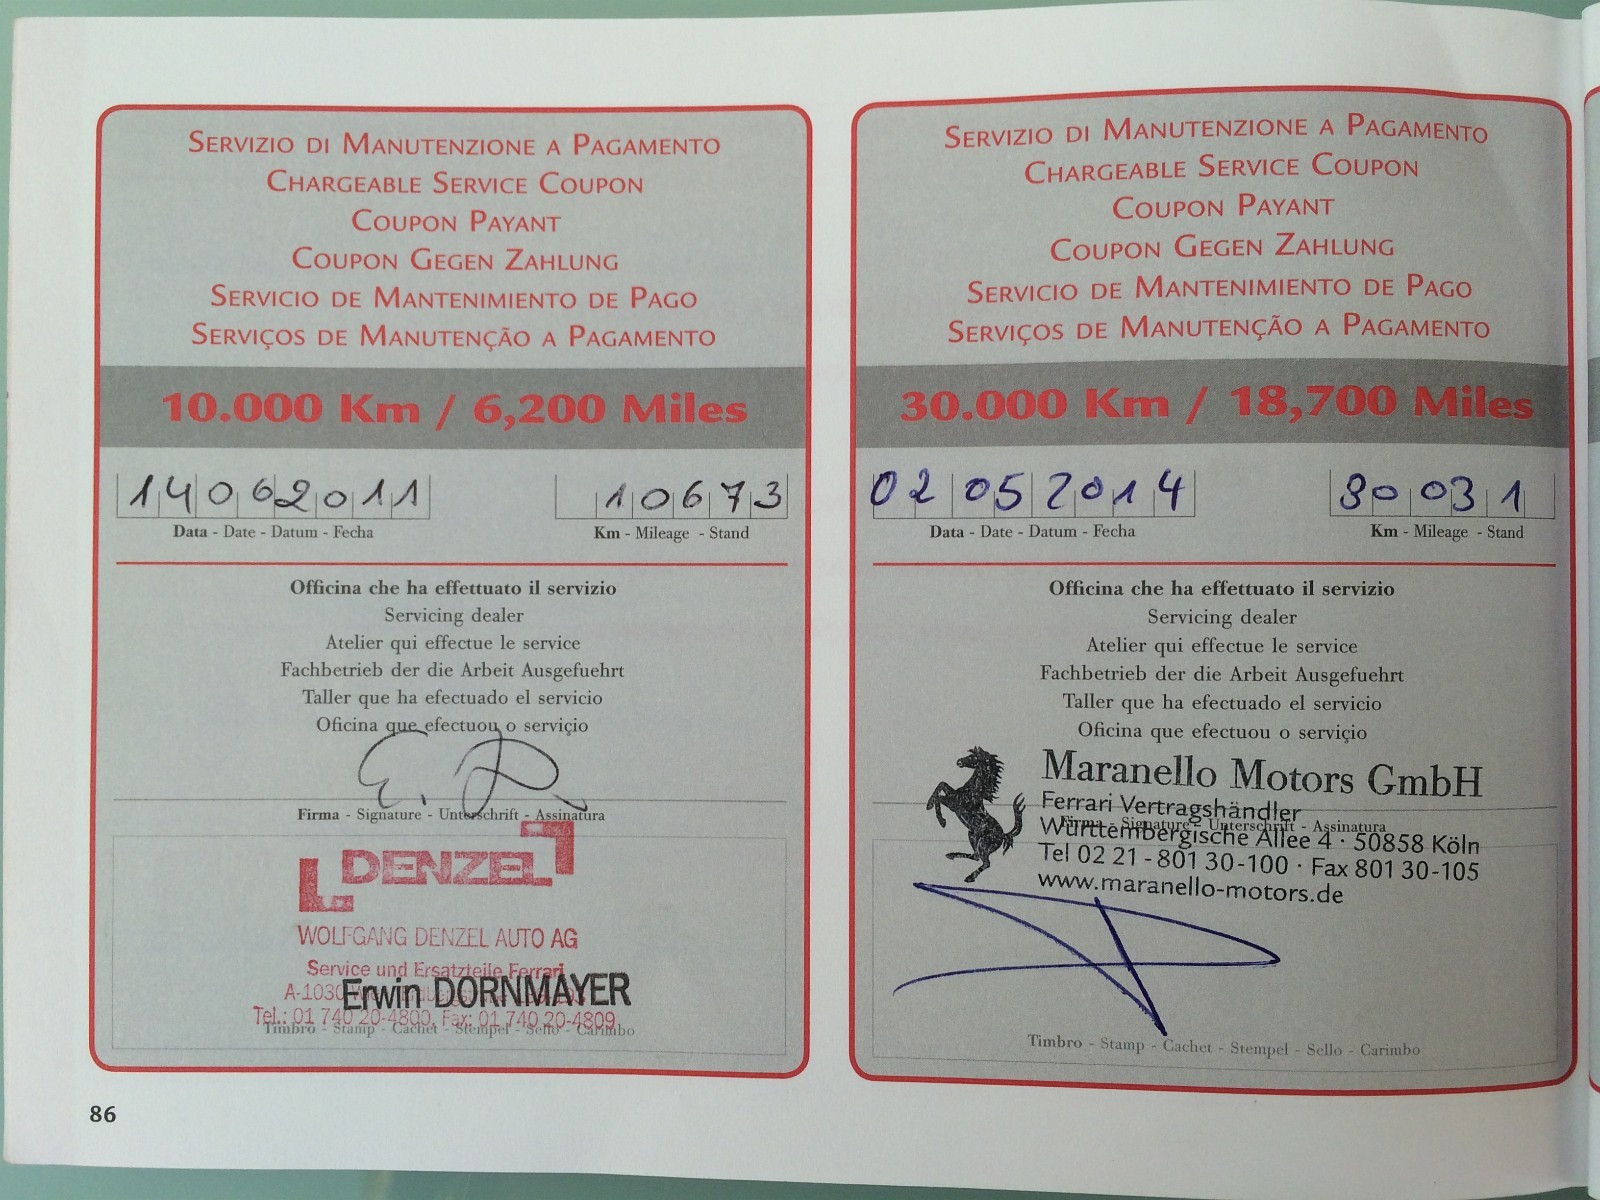 SERVIZIO DI MANUTENZIONE A PAGAMENTO
CHARGEABLE SERVICE COUPON
COUPON PAYANT
COUPON GEGEN ZAHLUNG
SERVICIO DE MANTENIMIENTO DE PAGO
SERVIÇOS DE MANUTENÇÃO A PAGAMENTO
10.000 Km / 6,200 Miles
14062011 10673
Data - Date - Datum - Fecha Km - Mileage - Stand
Officina che ha effettuato il servizio
Servicing dealer
Atelier qui effectue le service
Fachbetrieb der die Arbeit Ausgefuehrt
Taller que ha efectuado el servicio
Oficina que efectuou o serviçio
Firma - Signature - Unterschrift - Assinatura
DENZEL
WOLFGANG DENZEL AUTO AG
Service und Ersatzteile Ferrari
A-1030
Erwin DORNMAYER
Tel.: 01 740 20-4800, Fax: 01 740 20-4809
Timbro - Stamp - Cachet - Stempel - Sello - Carimbo
86
SERVIZIO DI MANUTENZIONE A PAGAMENTO
CHARGEABLE SERVICE COUPON
COUPON PAYANT
COUPON GEGEN ZAHLUNG
SERVICIO DE MANTENIMIENTO DE PAGO
SERVIÇOS DE MANUTENÇÃO A PAGAMENTO
30.000 Km / 18,700 Miles
02052014 30031
Data - Date - Datum - Fecha Km - Mileage - Stand
Officina che ha effettuato il servizio
Servicing dealer
Atelier qui effectue le service
Fachbetrieb der die Arbeit Ausgefuehrt
Taller que ha efectuado el servicio
Oficina que efectuou o serviçio
Maranello Motors GmbH
Ferrari Vertragshändler
Firma - Signature - Unterschrift - Assinatura
Württembergische Allee 4 · 50858 Köln
Tel 02 21 - 801 30-100 · Fax 801 30-105
www.maranello-motors.de
Timbro - Stamp - Cachet - Stempel - Sello - Carimbo